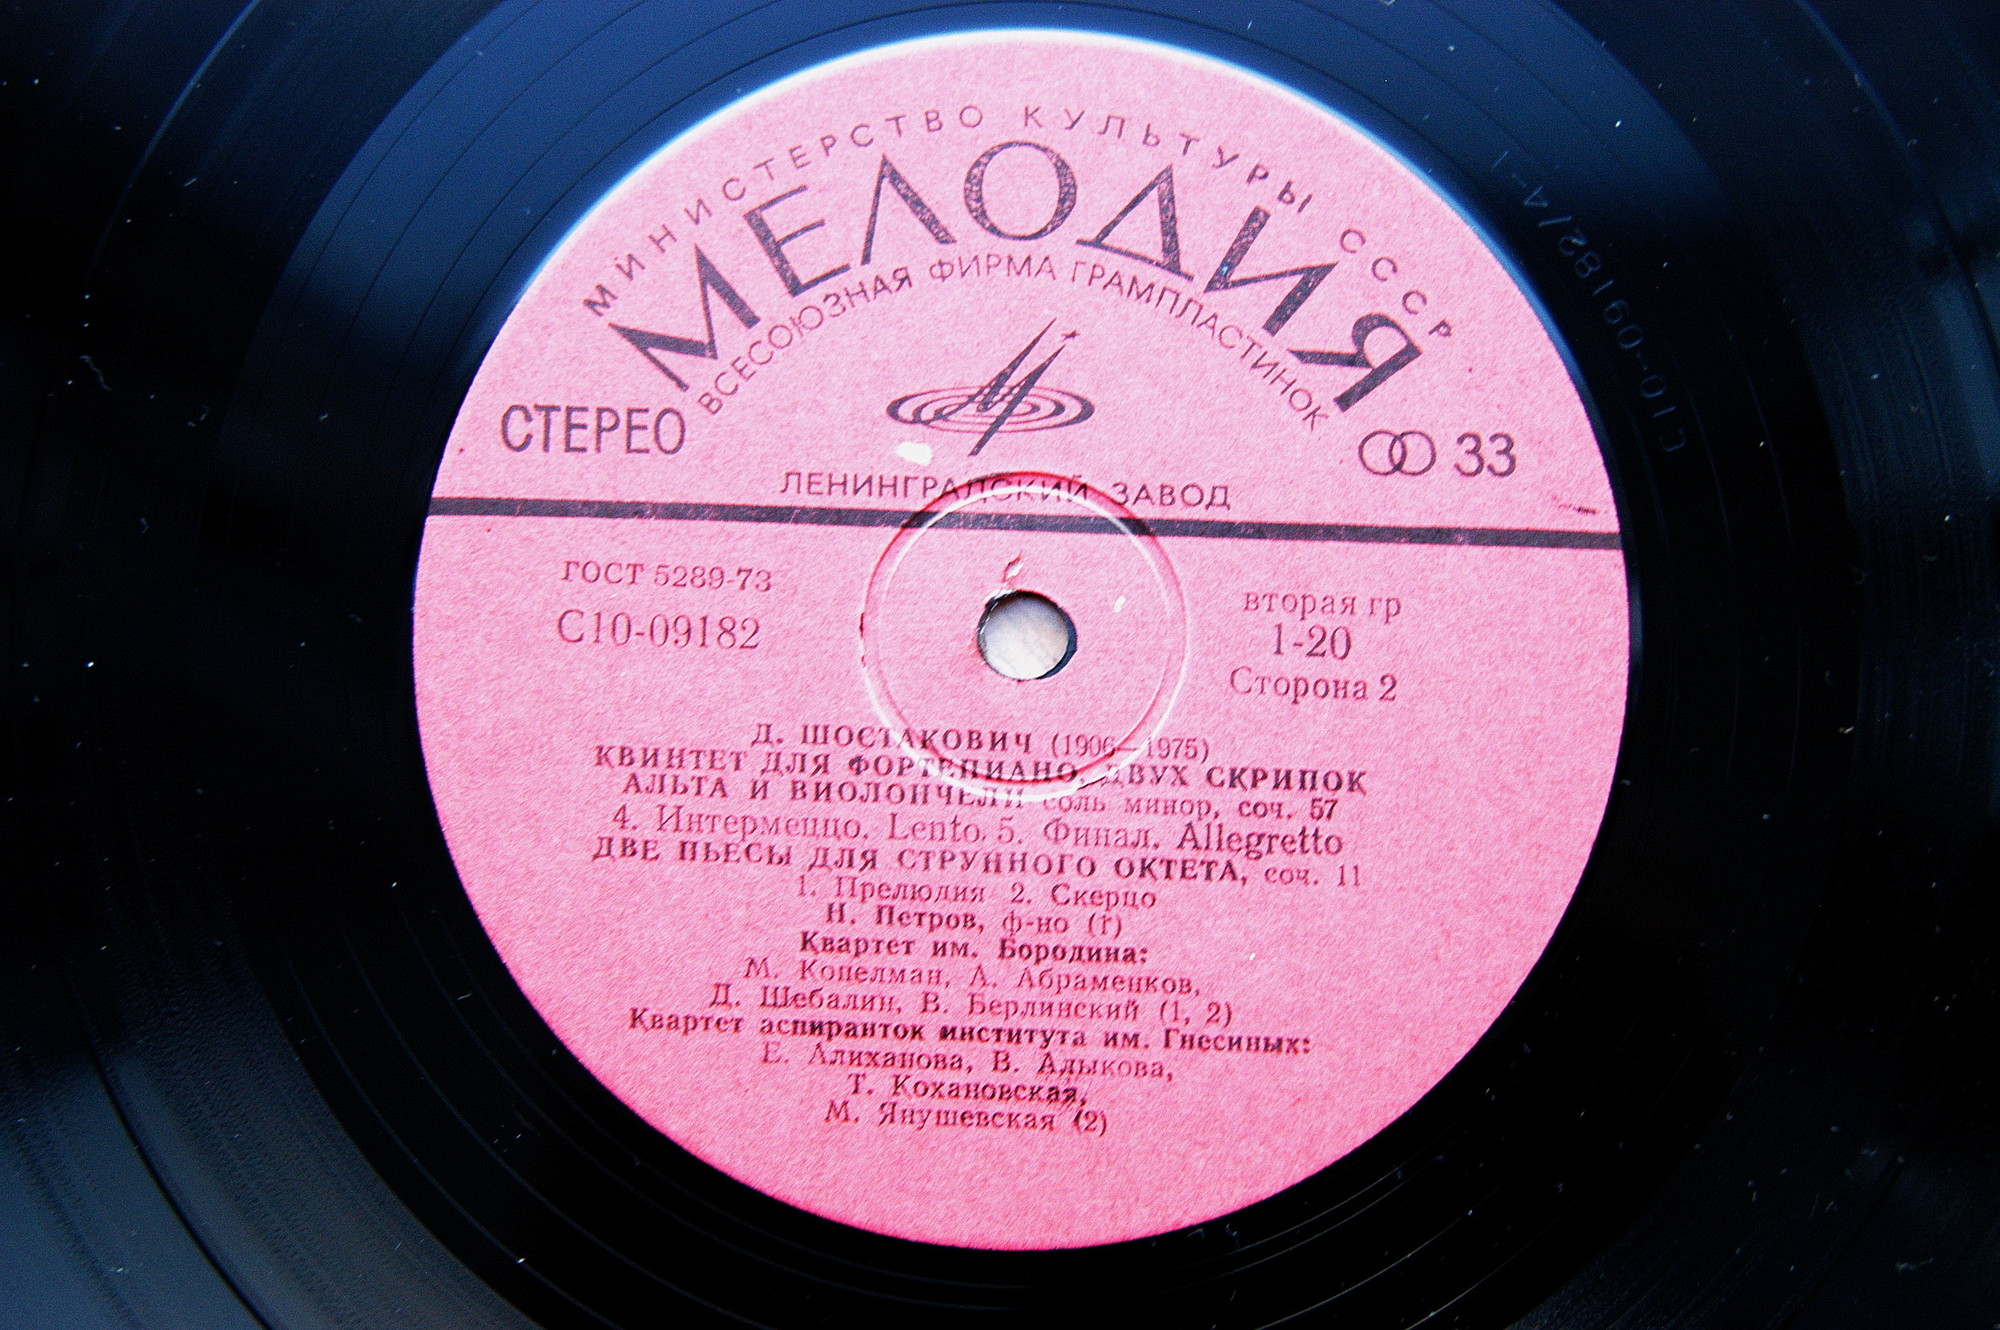 МИНИСТЕРСТВО КУЛЬТУРЫ СССР
МЕЛОДИЯ
ВСЕСОЮЗНАЯ ФИРМА ГРАМПЛАСТИНОК
СТЕРЕО
33
ЛЕНИНГРАДСКИЙ ЗАВОД
ГОСТ 5289-73
С10-09182
вторая гр
1-20
Сторона 2
Д. ШОСТАКОВИЧ (1906—1975)
КВИНТЕТ ДЛЯ ФОРТЕПИАНО, ДВУХ СКРИПОК
АЛЬТА И ВИОЛОНЧЕЛИ соль минор, соч. 57
4. Интермеццо. Lento. 5. Финал. Allegretto
ДВЕ ПЬЕСЫ ДЛЯ СТРУННОГО ОКТЕТА, соч. 11
1. Прелюдия 2. Скерцо
Н. Петров, ф-но (1)
Квартет им. Бородина:
М. Копелман, А. Абраменков,
Д. Шебалин, В. Берлинский (1, 2)
Квартет аспиранток института им. Гнесиных:
Е. Алиханова, В. Алыкова,
Т. Кохановская,
М. Янушевская (2)
С10-09182/4-1